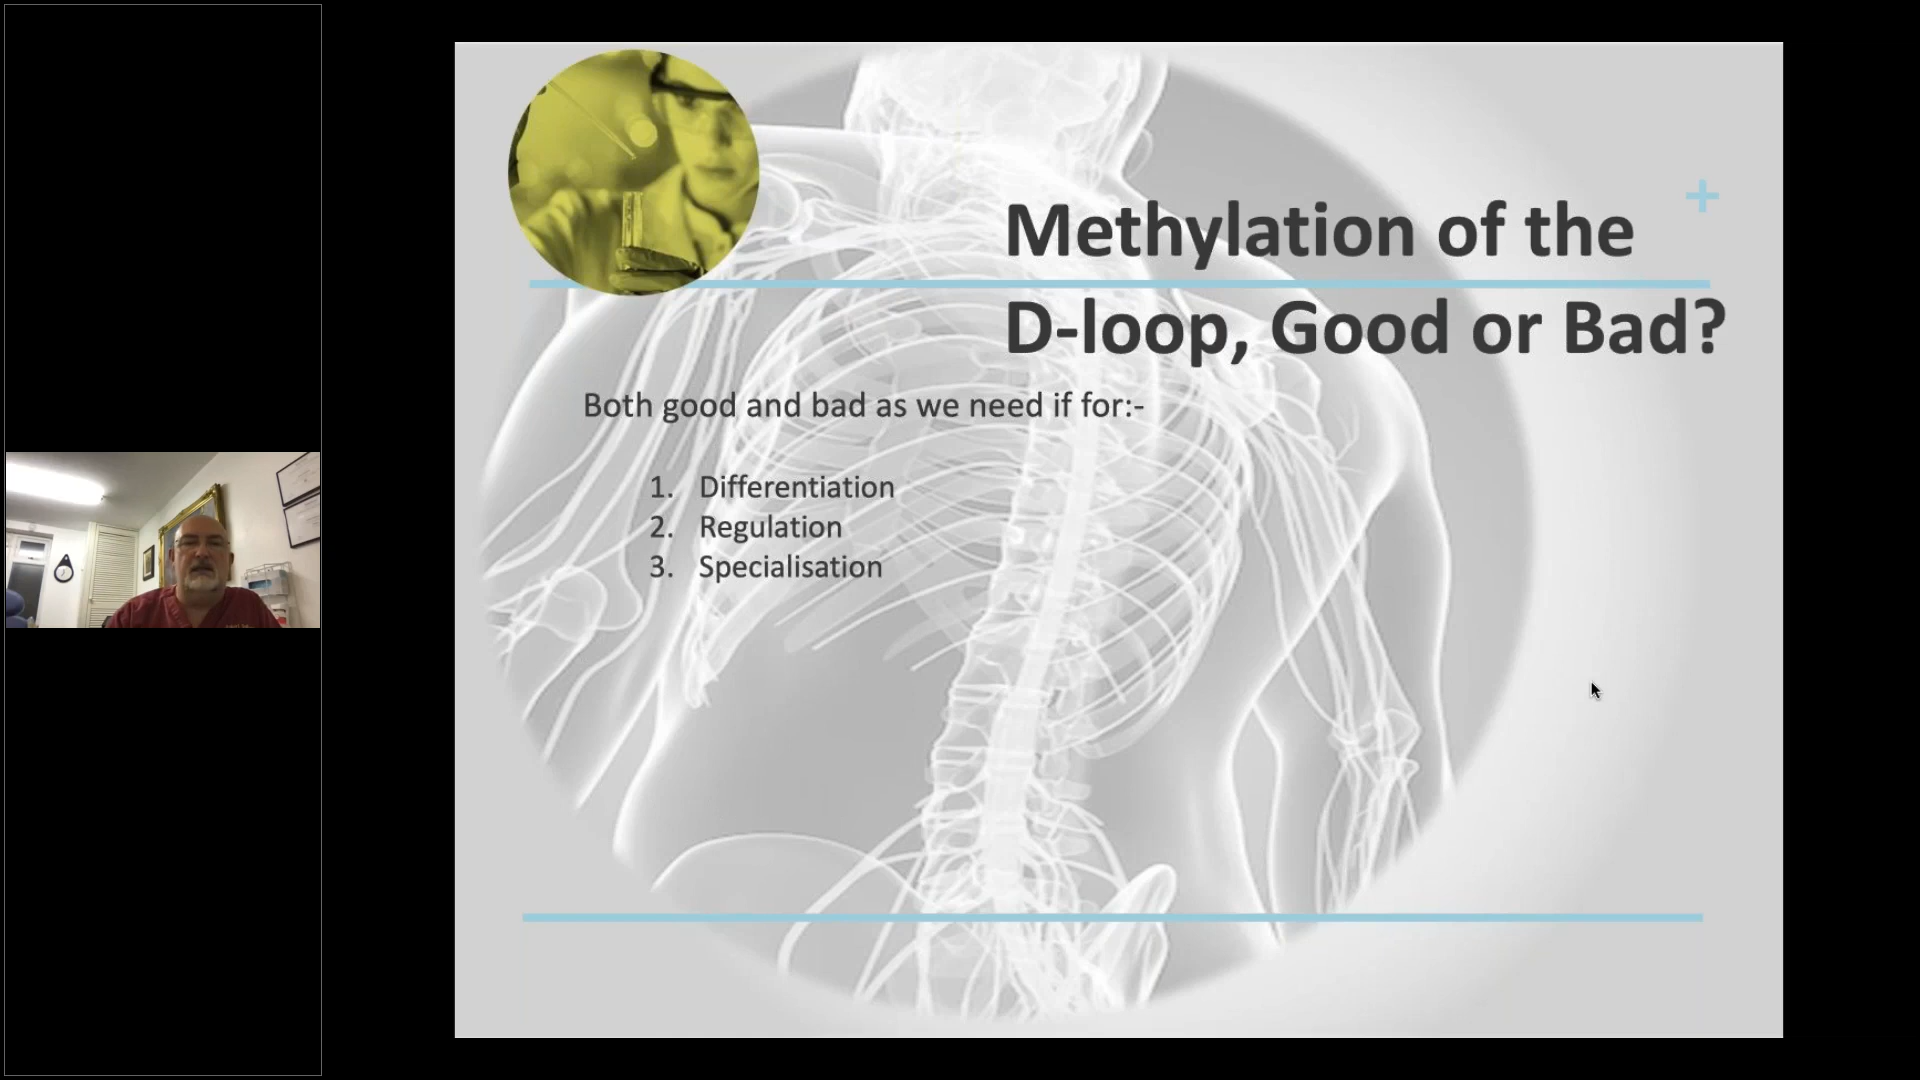 Methylation of the
D-loop, Good or Bad?
Both good and bad as we need if for:-
1. Differentiation
2. Regulation
3. Specialisation